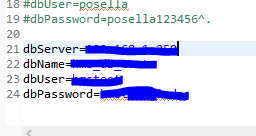 18 #dbUser=posella
19 #dbPassword=posella123456^.
20
21 dbServer=
22 dbName=
23 dbUser=
24 dbPassword=